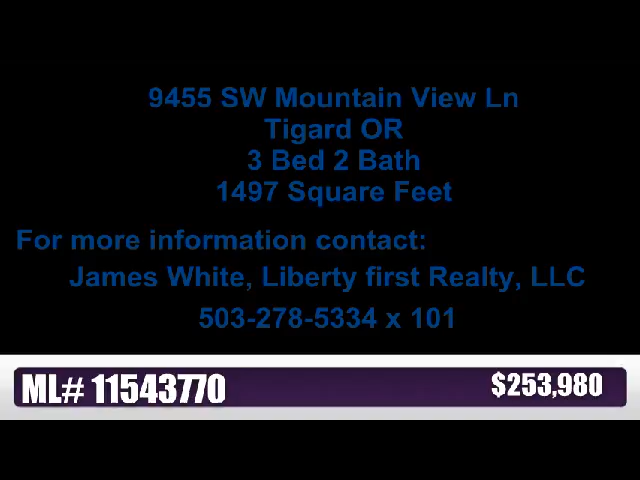 9455 SW Mountain View Ln
Tigard OR
3 Bed 2 Bath
1497 Square Feet
For more information contact:
James White, Liberty first Realty, LLC
503-278-5334 x 101
ML# 11543770
$253,980